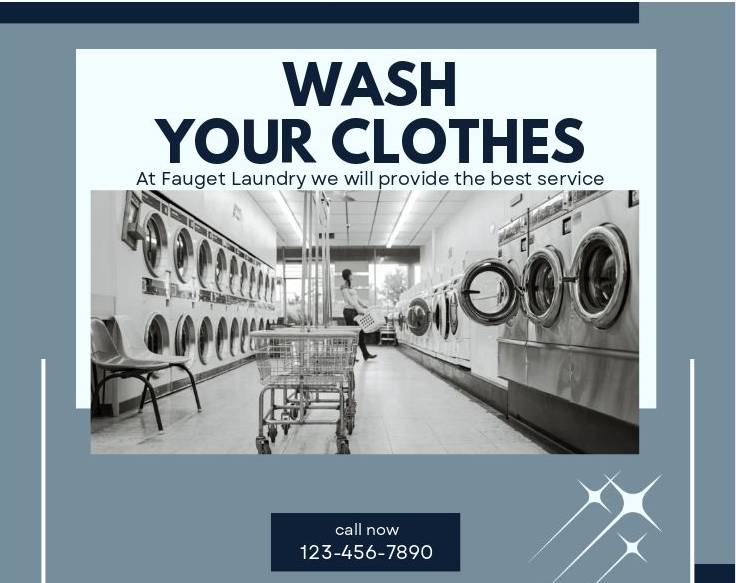 WASH
YOUR CLOTHES
At Fauget Laundry we will provide the best service
call now
123-456-7890